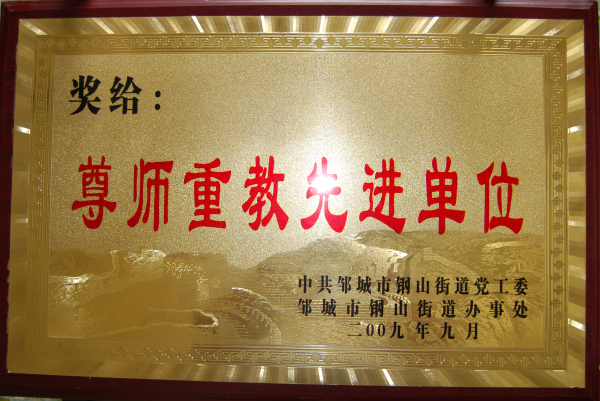 奖给：
尊师重教先进单位
中共邹城市钢山街道党工委
邹城市钢山街道办事处
二00九年九月